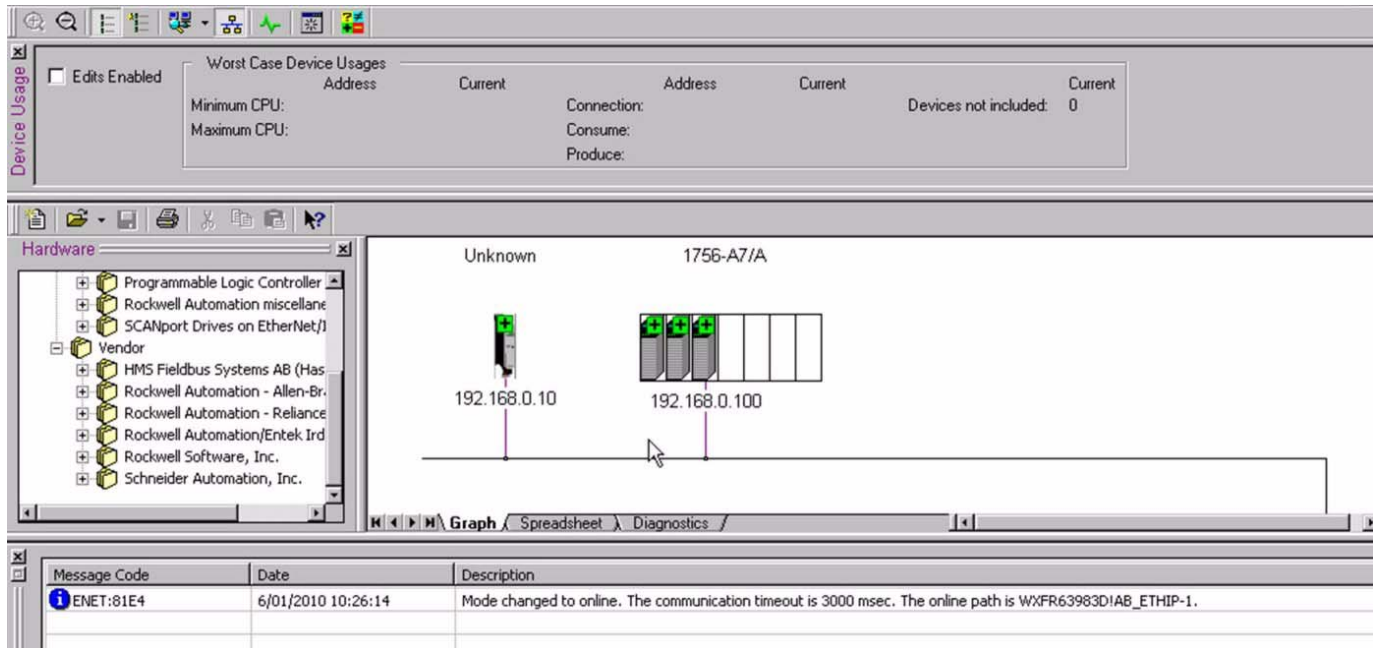 Device Usage
Edits Enabled
Worst Case Device Usages
Address Current Address Current Current
Minimum CPU: Connection: Devices not included: 0
Maximum CPU: Consume:
Produce:
Hardware
Programmable Logic Controller
Rockwell Automation miscellane
SCANport Drives on EtherNet/I
Vendor
HMS Fieldbus Systems AB (Has
Rockwell Automation - Allen-Br
Rockwell Automation - Reliance
Rockwell Automation/Entek Ird
Rockwell Software, Inc.
Schneider Automation, Inc.
Unknown 1756-A7/A
192.168.0.10 192.168.0.100
Graph Spreadsheet Diagnostics
Message Code Date Description
ENET:81E4 6/01/2010 10:26:14 Mode changed to online. The communication timeout is 3000 msec. The online path is WXFR63983D!AB_ETHIP-1.